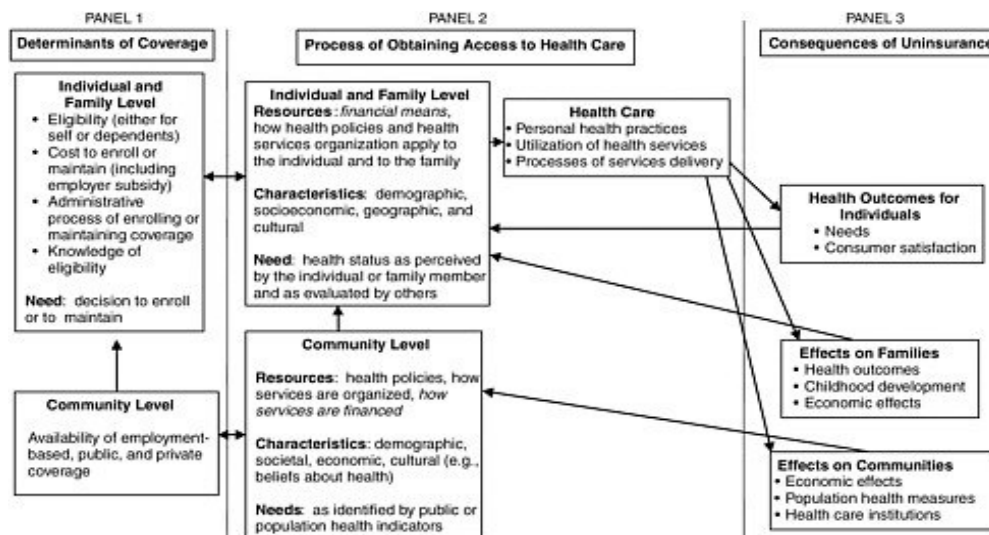 PANEL 1
Determinants of Coverage
Individual and
Family Level
• Eligibility (either for
self or dependents)
• Cost to enroll or
maintain (including
employer subsidy)
• Administrative
process of enrolling or
maintaining coverage
• Knowledge of
eligibility
Need: decision to enroll
or to maintain
Community Level
Availability of employment-
based, public, and private
coverage
PANEL 2
Process of Obtaining Access to Health Care
Individual and Family Level
Resources: financial means,
how health policies and health
services organization apply to
the individual and to the family
Characteristics: demographic,
socioeconomic, geographic, and
cultural
Need: health status as perceived
by the individual or family member
and as evaluated by others
Community Level
Resources: health policies, how
services are organized, how
services are financed
Characteristics: demographic,
societal, economic, cultural (e.g.,
beliefs about health)
Needs: as identified by public or
population health indicators
Health Care
• Personal health practices
• Utilization of health services
• Processes of services delivery
PANEL 3
Consequences of Uninsurance
Health Outcomes for
Individuals
• Needs
• Consumer satisfaction
Effects on Families
• Health outcomes
• Childhood development
• Economic effects
Effects on Communities
• Economic effects
• Population health measures
• Health care institutions